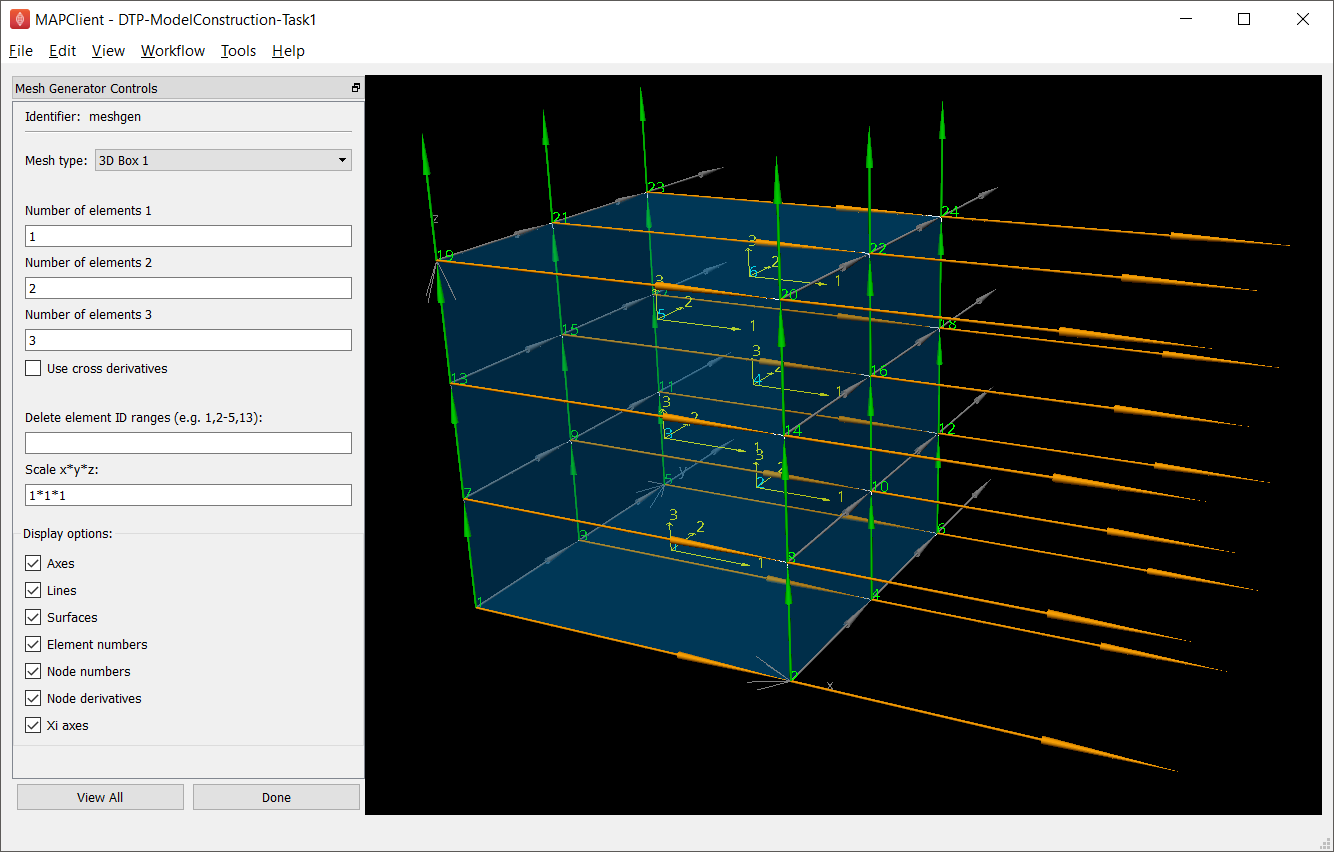 MAPClient - DTP-ModelConstruction-Task1
File Edit View Workflow Tools Help
Mesh Generator Controls
Identifier: meshgen
Mesh type: 3D Box 1
Number of elements 1
1
Number of elements 2
2
Number of elements 3
3
Use cross derivatives
Delete element ID ranges (e.g. 1,2-5,13):
Scale x*y*z:
1*1*1
Display options:
Axes
Lines
Surfaces
Element numbers
Node numbers
Node derivatives
Xi axes
View All Done
23
z 21 24
19 3 2 22
6 1
3 20
2
5 1 18
15
3 16
13 4 2 1
11
3 2 14 12
9 3 1
3 2
y 5 2 10
7 1
3 2 6
3 8
1
1 4
2 x